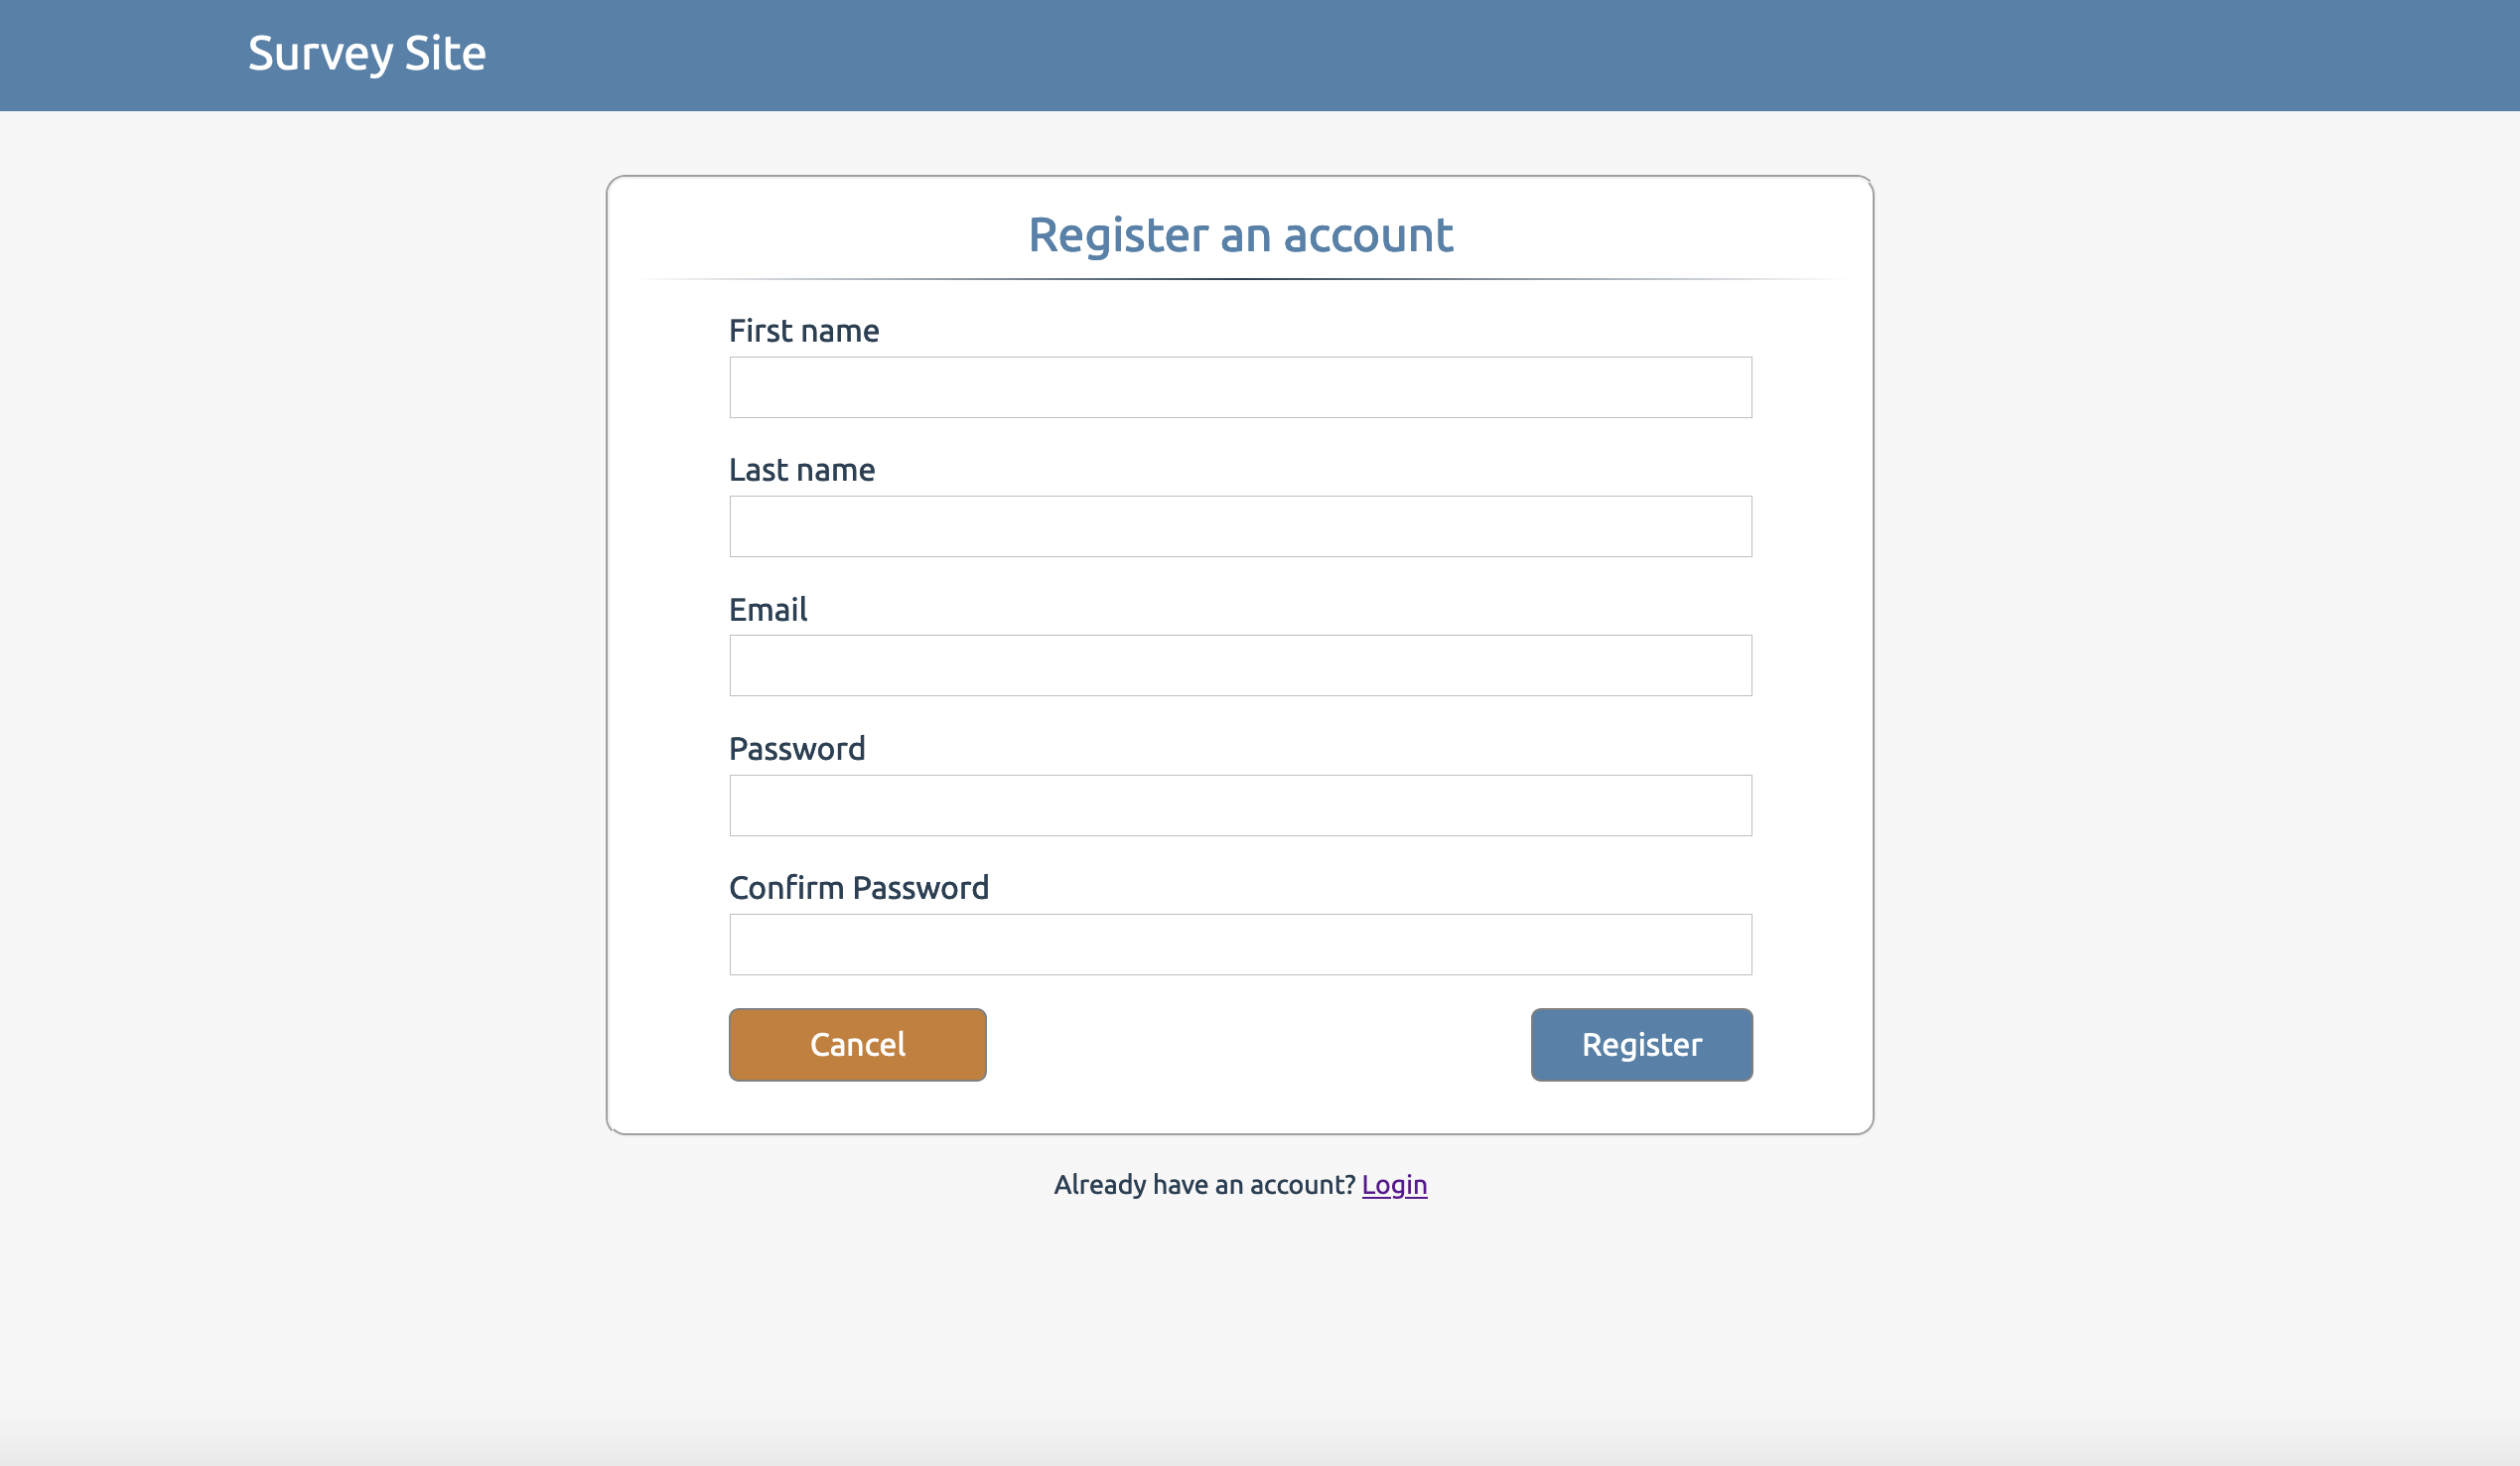 Survey Site
Register an account
First name
Last name
Email
Password
Confirm Password
Cancel Register
Already have an account? Login